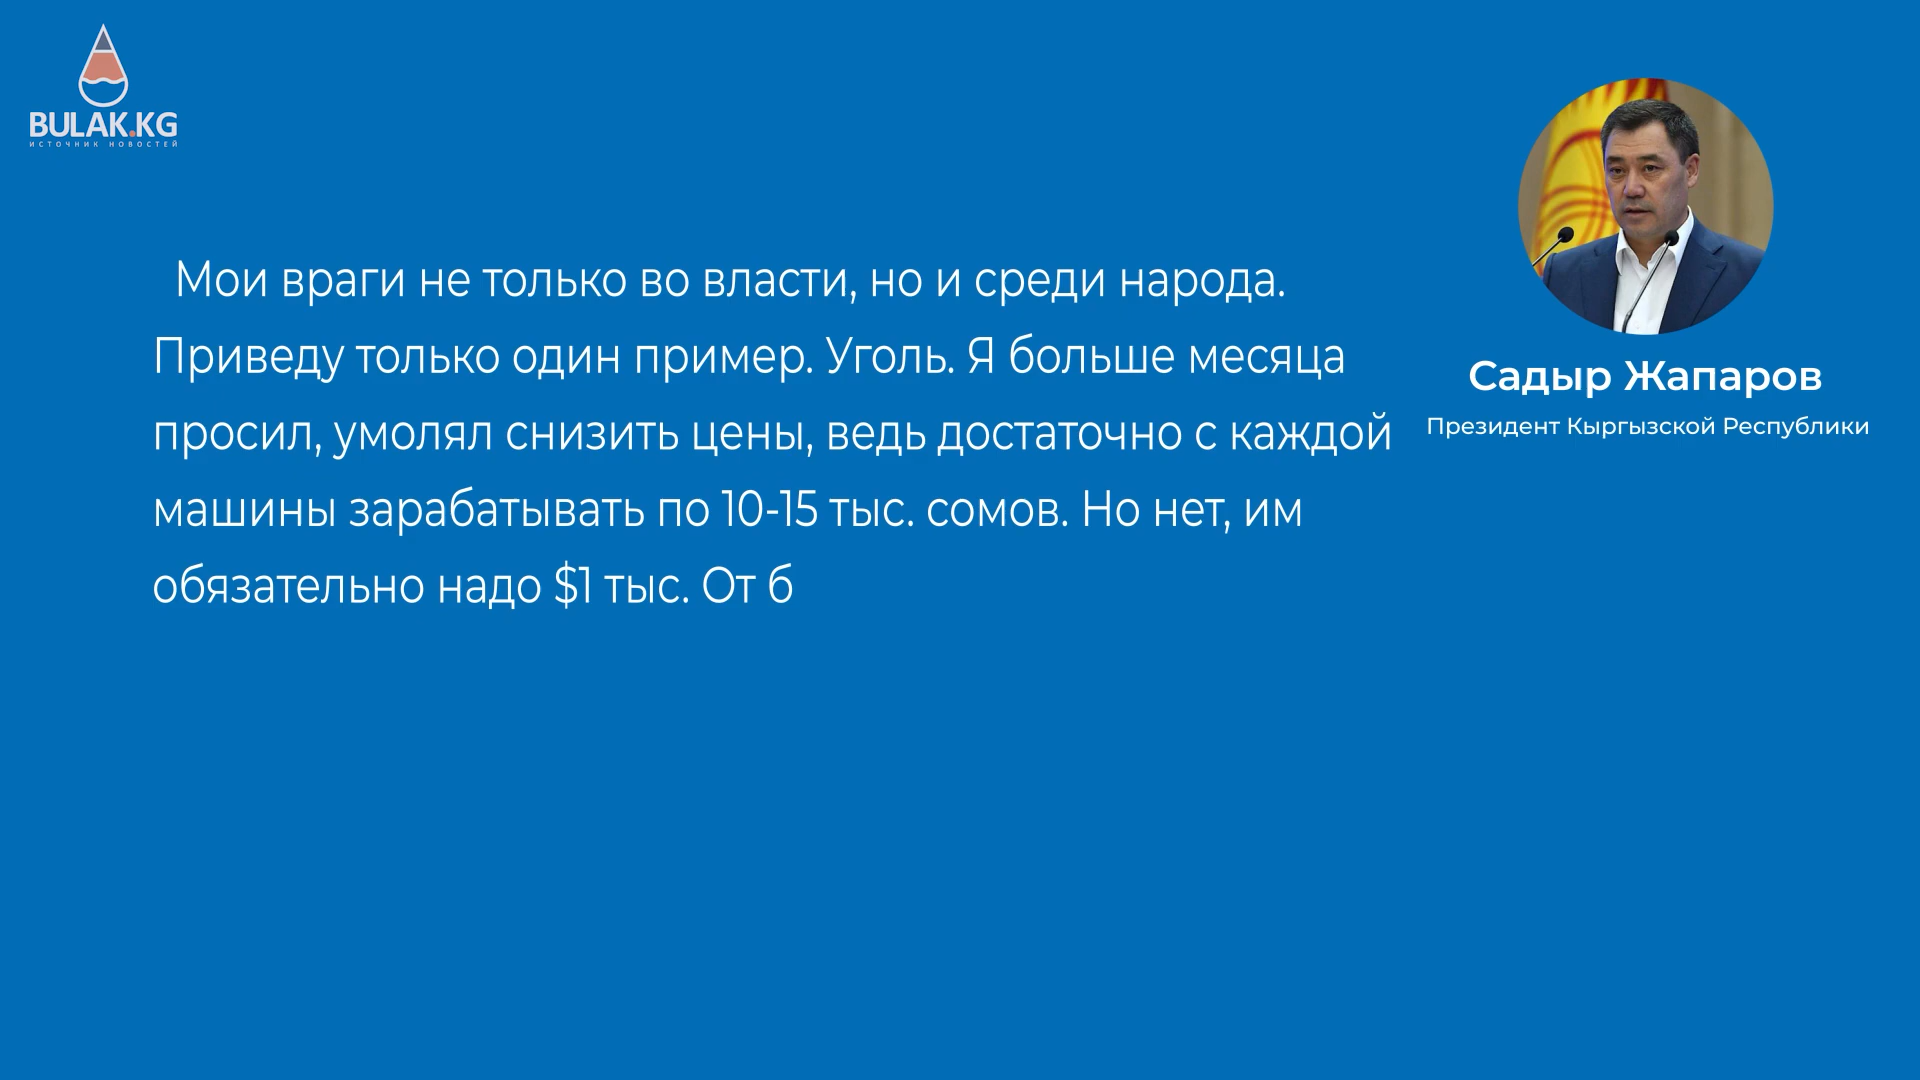 BULAK.KG
ИСТОЧНИК НОВОСТЕЙ
Мои враги не только во власти, но и среди народа.
Приведу только один пример. Уголь. Я больше месяца
просил, умолял снизить цены, ведь достаточно с каждой
машины зарабатывать по 10-15 тыс. сомов. Но нет, им
обязательно надо $1 тыс. От б
Садыр Жапаров
Президент Кыргызской Республики